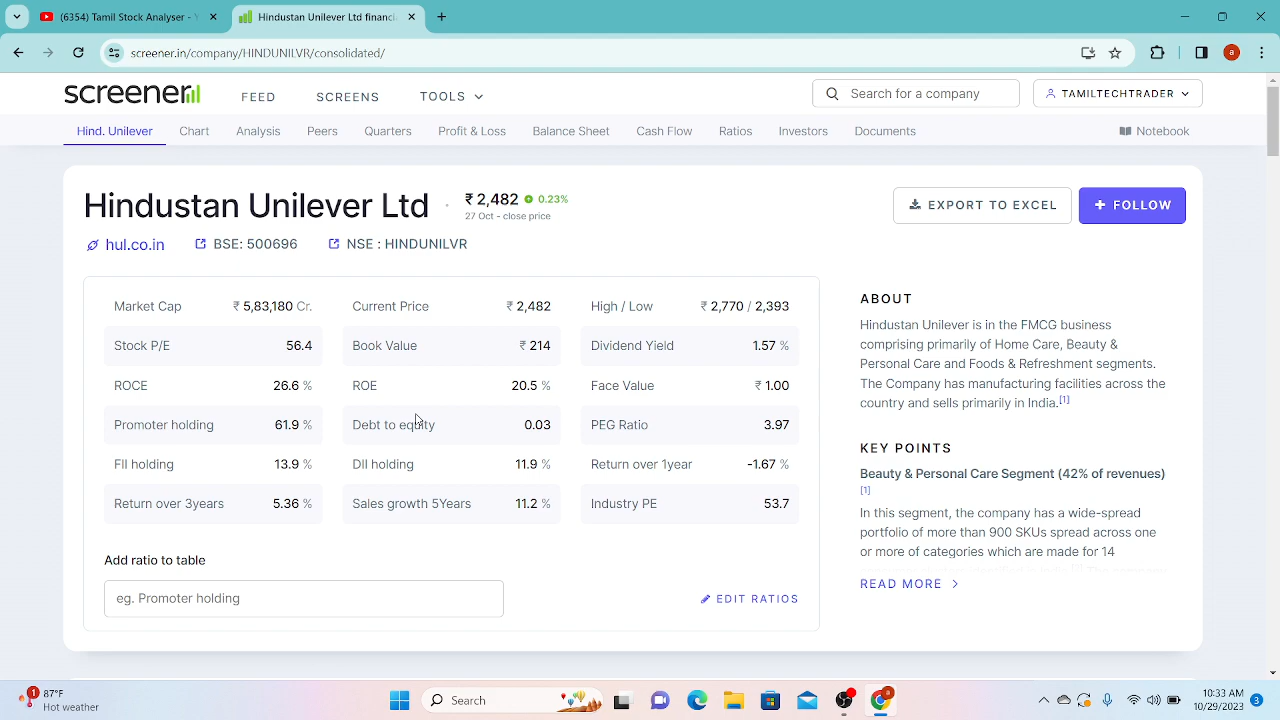 (6354) Tamil Stock Analyser - Y
Hindustan Unilever Ltd financi
screener.in/company/HINDUNILVR/consolidated/
a
screener
FEED
SCREENS
TOOLS
Search for a company
TAMILTECHTRADER
Hind. Unilever
Chart
Analysis
Peers
Quarters
Profit & Loss
Balance Sheet
Cash Flow
Ratios
Investors
Documents
Notebook
Hindustan Unilever Ltd
₹ 2,482 0.23%
27 Oct - close price
EXPORT TO EXCEL
+ FOLLOW
hul.co.in
BSE: 500696
NSE : HINDUNILVR
Market Cap ₹ 5,83,180 Cr.
Current Price ₹ 2,482
High / Low ₹ 2,770 / 2,393
Stock P/E 56.4
Book Value ₹ 214
Dividend Yield 1.57 %
ROCE 26.6 %
ROE 20.5 %
Face Value ₹ 1.00
Promoter holding 61.9 %
Debt to equity 0.03
PEG Ratio 3.97
FII holding 13.9 %
DII holding 11.9 %
Return over 1year -1.67 %
Return over 3years 5.36 %
Sales growth 5Years 11.2 %
Industry PE 53.7
Add ratio to table
eg. Promoter holding
EDIT RATIOS
ABOUT
Hindustan Unilever is in the FMCG business
comprising primarily of Home Care, Beauty &
Personal Care and Foods & Refreshment segments.
The Company has manufacturing facilities across the
country and sells primarily in India.[1]
KEY POINTS
Beauty & Personal Care Segment (42% of revenues)
[1]
In this segment, the company has a wide-spread
portfolio of more than 900 SKUs spread across one
or more of categories which are made for 14
READ MORE
1
87°F
Hot weather
Search
8
10:33 AM
10/29/2023
3